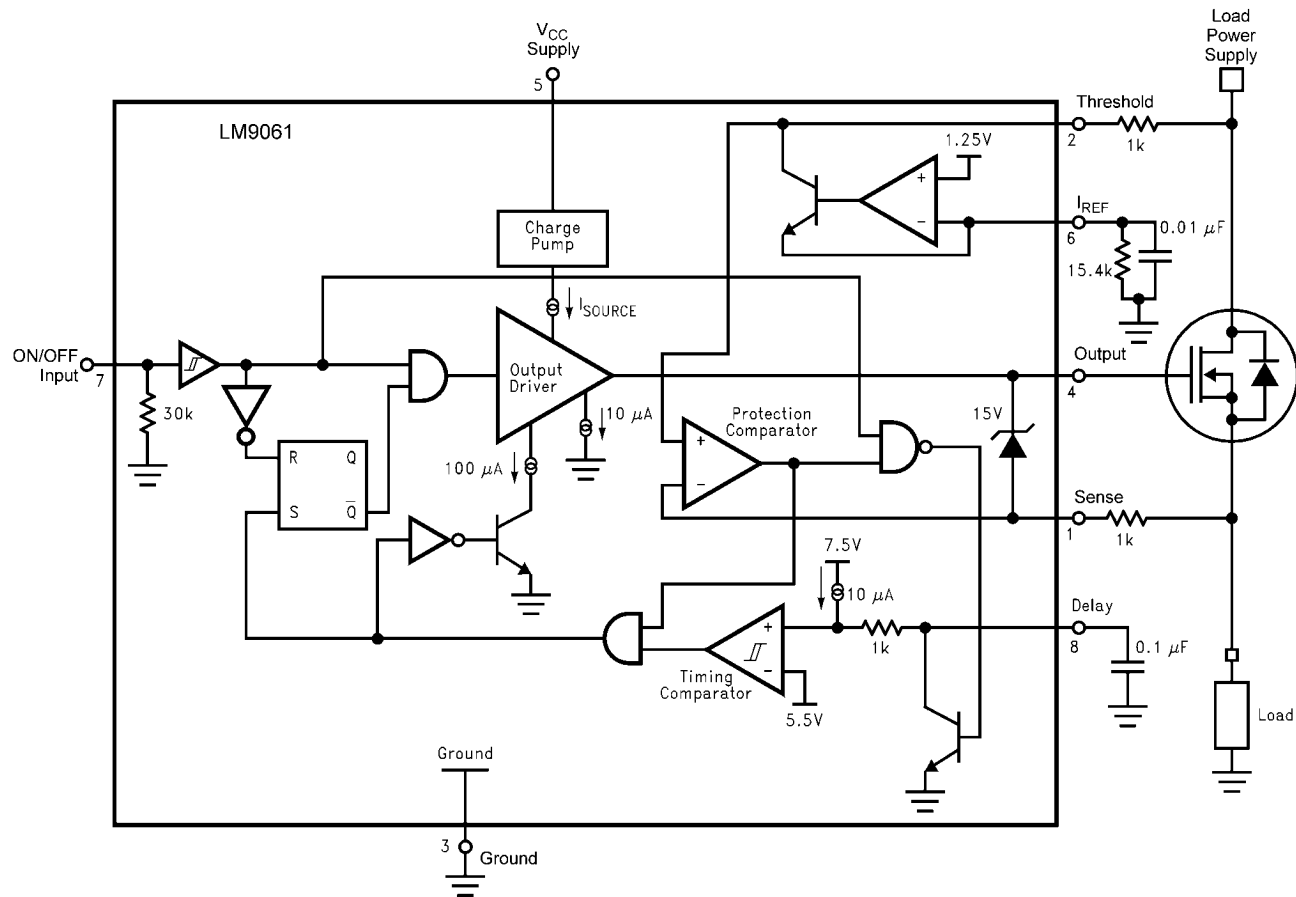 Load
Power
Supply
VCC
Supply
5
LM9061
Threshold
2
1k
1.25V
+
−
IREF
6
0.01 μF
15.4k
Charge
Pump
ISOURCE
ON/OFF
Input
7
30k
Output
Driver
Output
4
10 μA
15V
Protection
Comparator
+
−
R
Q
S
Q̅
100 μA
Sense
1
1k
7.5V
10 μA
Delay
8
0.1 μF
+
−
1k
Timing
Comparator
5.5V
Load
Ground
3
Ground